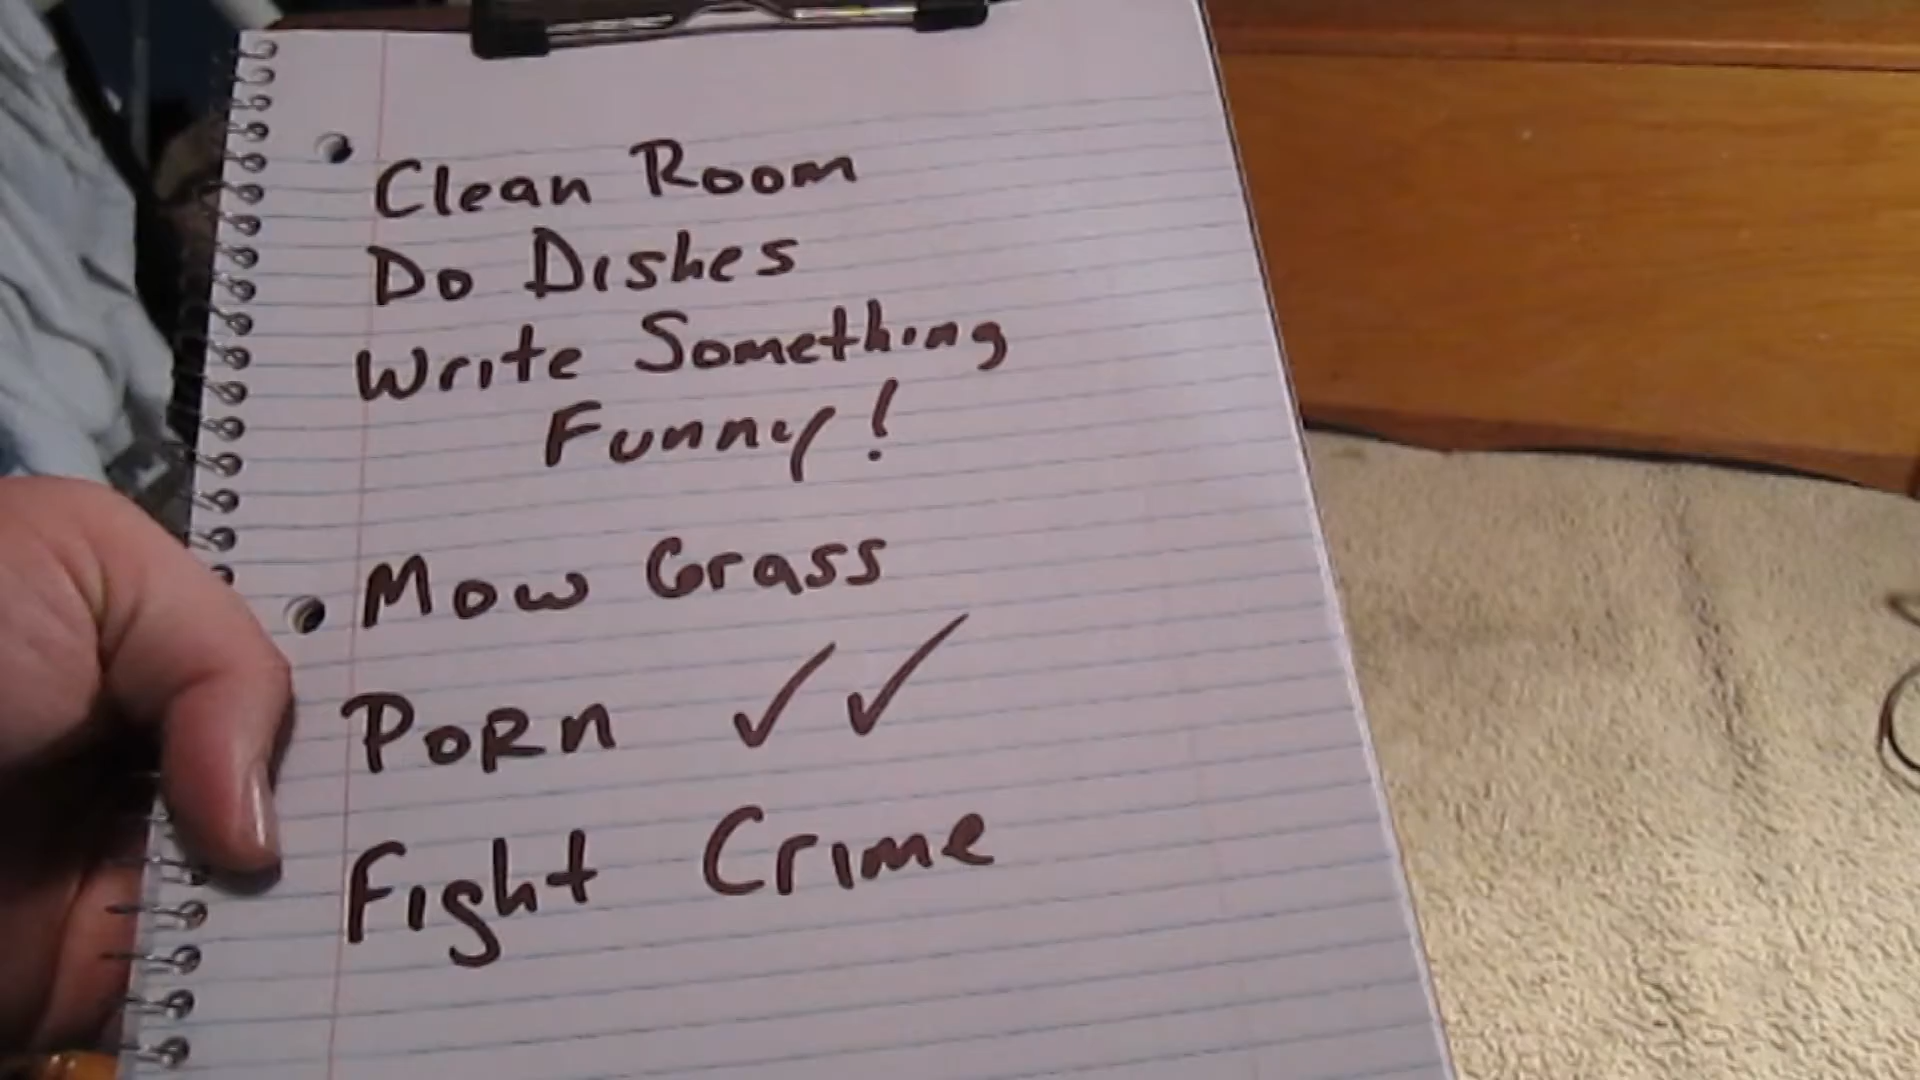 Clean Room
Do Dishes
Write Something
Funny!
Mow Grass
Porn ✓✓
Fight Crime